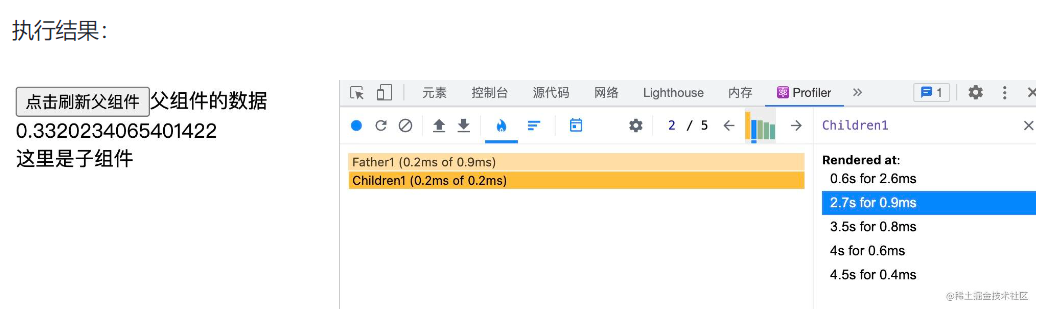 执行结果：
点击刷新父组件 父组件的数据
0.3320234065401422
这里是子组件
元素 控制台 源代码 网络 Lighthouse 内存 Profiler » 1
2 / 5
Father1 (0.2ms of 0.9ms)
Children1 (0.2ms of 0.2ms)
Children1
Rendered at:
0.6s for 2.6ms
2.7s for 0.9ms
3.5s for 0.8ms
4s for 0.6ms
4.5s for 0.4ms
@稀土掘金技术社区